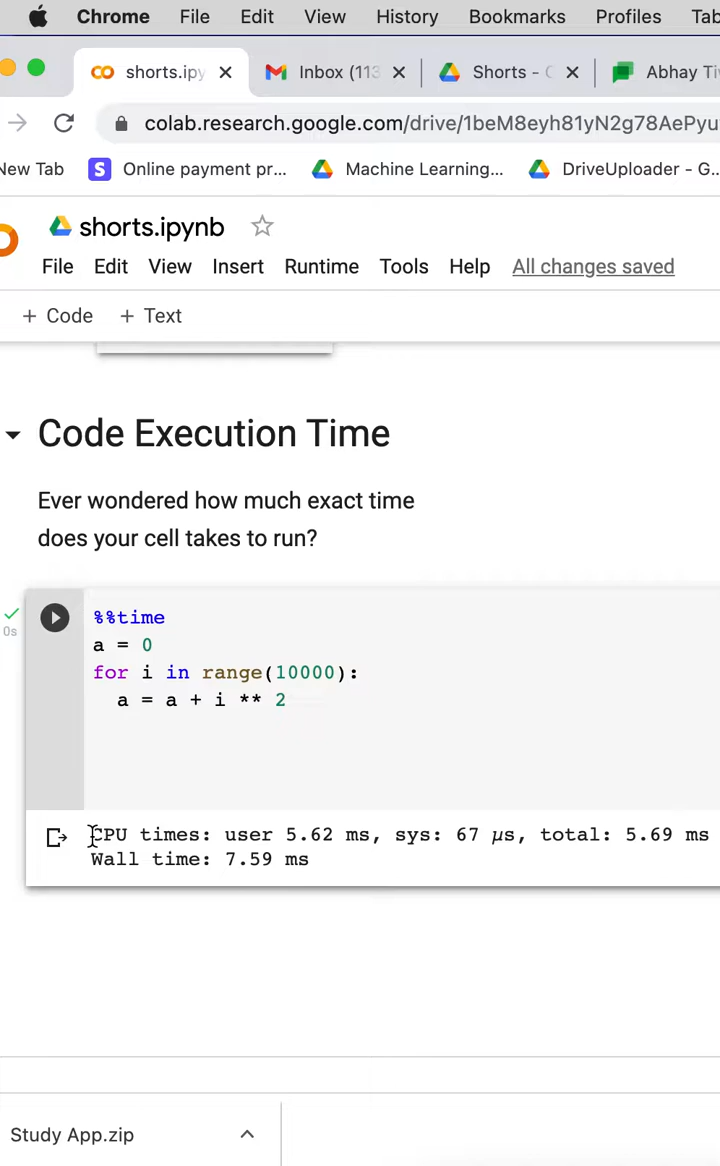 Chrome File Edit View History Bookmarks Profiles Tab
shorts.ipy Inbox (113 Shorts - Abhay
colab.research.google.com/drive/1beM8eyh81yN2g78AePyu
New Tab S Online payment pr... Machine Learning... DriveUploader - G...
shorts.ipynb
File Edit View Insert Runtime Tools Help All changes saved
+ Code + Text
Code Execution Time
Ever wondered how much exact time
does your cell takes to run?
%%time
0s
a = 0
for i in range(10000):
a = a + i ** 2
CPU times: user 5.62 ms, sys: 67 µs, total: 5.69 ms
Wall time: 7.59 ms
Study App.zip